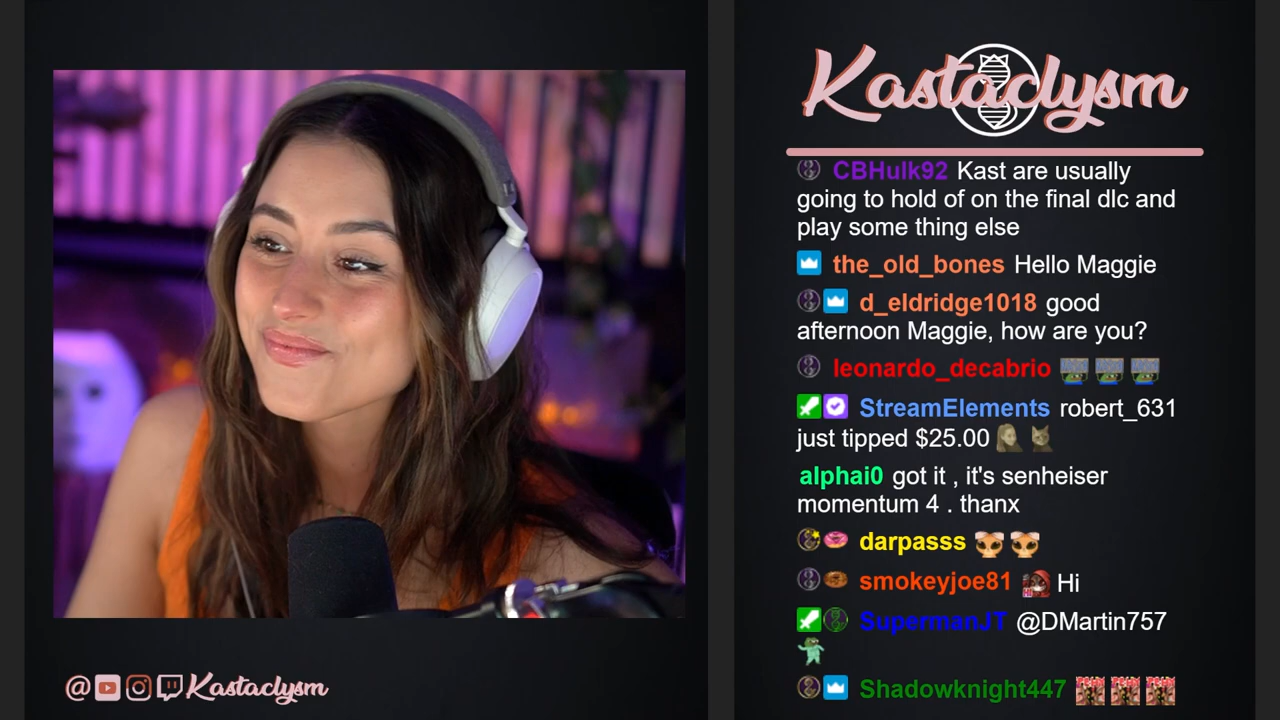 Kastaclysm
CBHulk92 Kast are usually
going to hold of on the final dlc and
play some thing else
the_old_bones Hello Maggie
d_eldridge1018 good
afternoon Maggie, how are you?
leonardo_decabrio
StreamElements robert_631
just tipped $25.00
alphai0 got it , it's senheiser
momentum 4 . thanx
darpasss
smokeyjoe81 Hi
SupermanJT @DMartin757
Shadowknight447
@ Kastaclysm